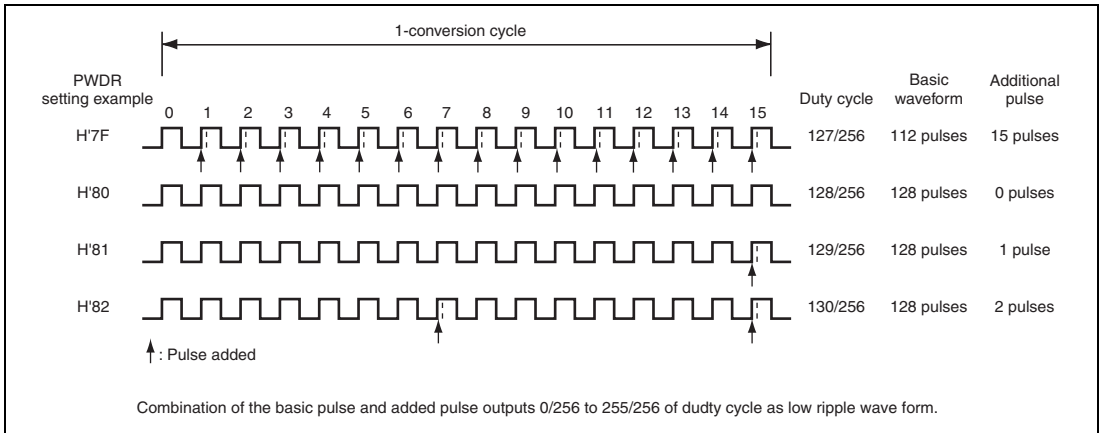 1-conversion cycle
PWDR
setting example
Duty cycle
Basic
waveform
Additional
pulse
0 1 2 3 4 5 6 7 8 9 10 11 12 13 14 15
H'7F 127/256 112 pulses 15 pulses
H'80 128/256 128 pulses 0 pulses
H'81 129/256 128 pulses 1 pulse
H'82 130/256 128 pulses 2 pulses
: Pulse added
Combination of the basic pulse and added pulse outputs 0/256 to 255/256 of dudty cycle as low ripple wave form.